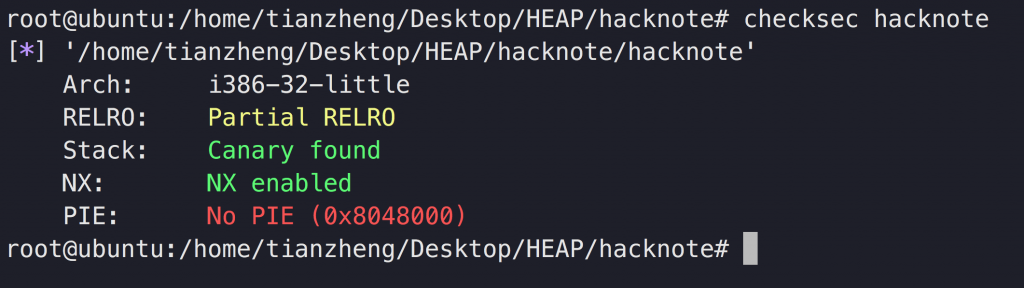 root@ubuntu:/home/tianzheng/Desktop/HEAP/hacknote# checksec hacknote
[*] '/home/tianzheng/Desktop/HEAP/hacknote/hacknote'
    Arch:     i386-32-little
    RELRO:    Partial RELRO
    Stack:    Canary found
    NX:       NX enabled
    PIE:      No PIE (0x8048000)
root@ubuntu:/home/tianzheng/Desktop/HEAP/hacknote#